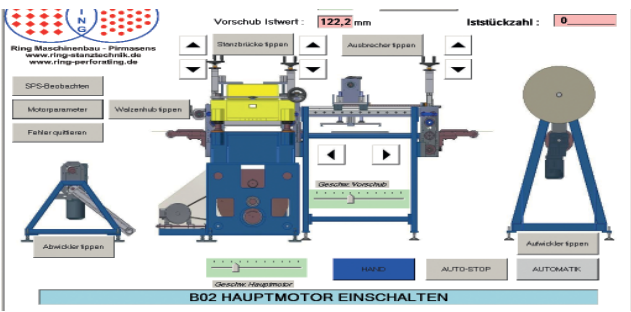 Vorschub Istwert : 122,2 mm
Iststückzahl : 0
RING
Ring Maschinenbau - Pirmasens
www.ring-stanztechnik.de
www.ring-perforating.de
Stanzbrücke tippen
Ausbrecher tippen
SPS-Beobachten
Motorparameter
Walzenhub tippen
Fehler quittieren
Geschw. Vorschub
Abwickler tippen
Aufwickler tippen
Geschw. Hauptmotor
HAND
AUTO-STOP
AUTOMATIK
B02 HAUPTMOTOR EINSCHALTEN